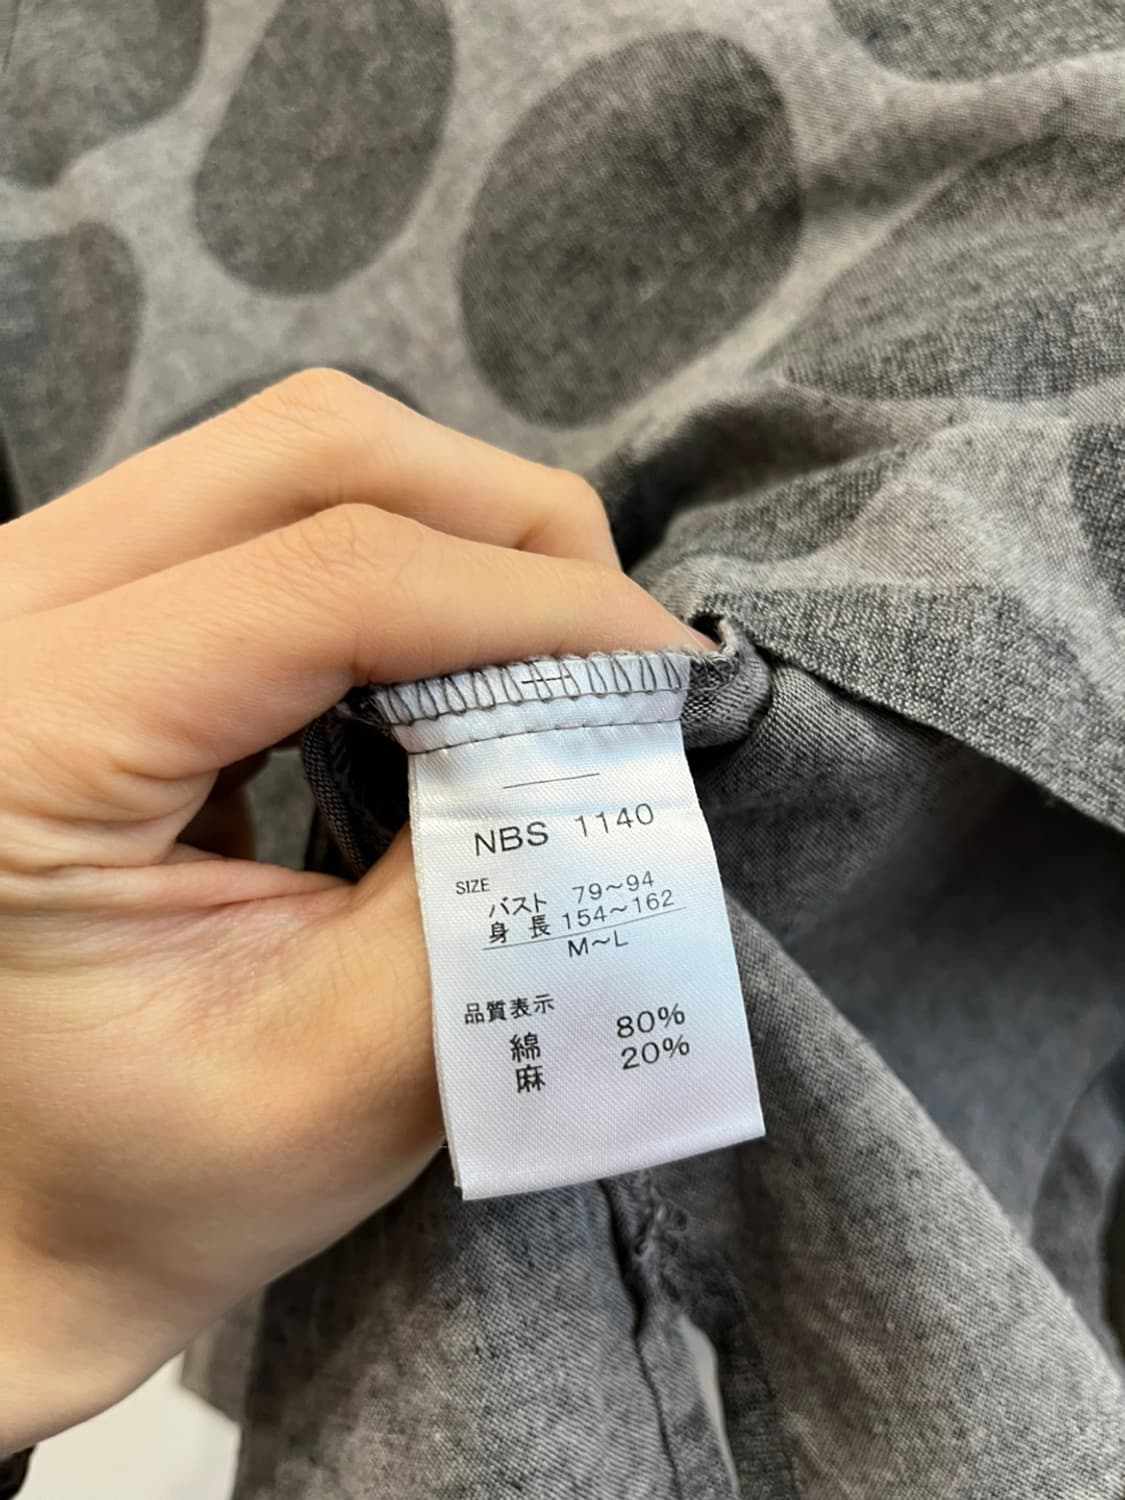 NBS 1140
SIZE
バスト 79～94
身 長 154～162
M～L
品質表示
綿 80%
麻 20%